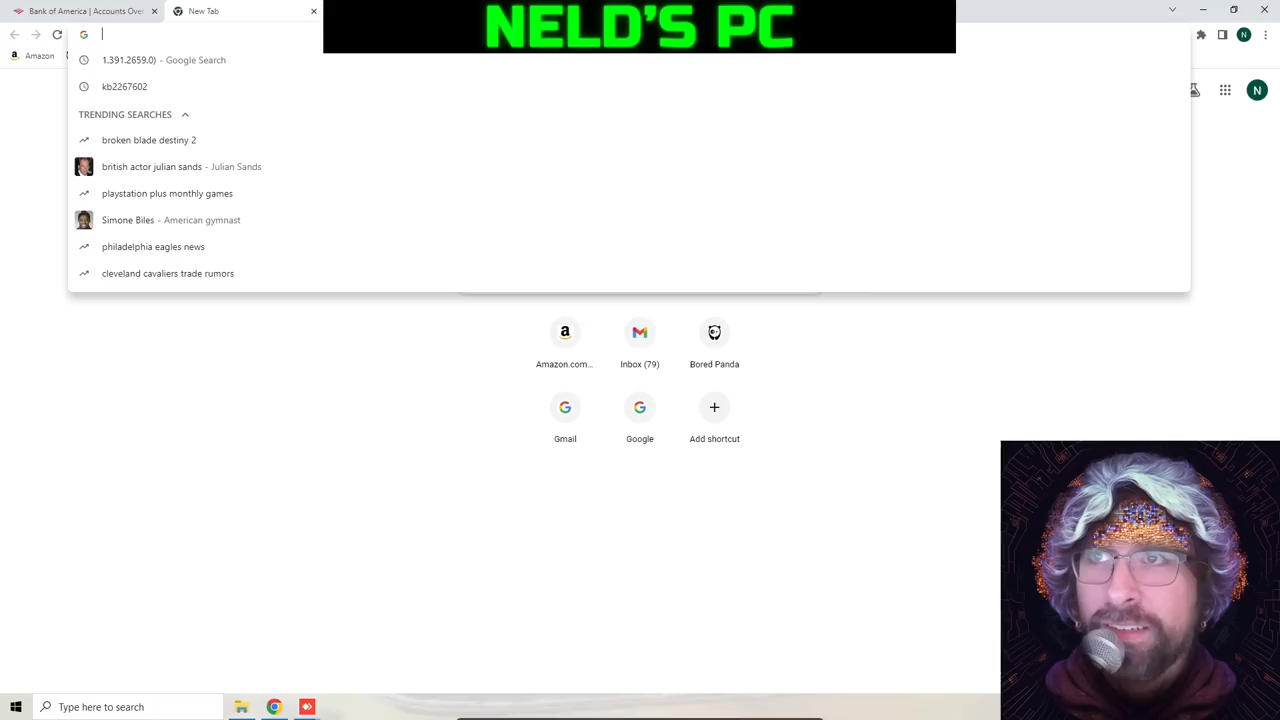 NELD'S PC
Bank of America | Accounts Over
New Tab
Amazon
1.391.2659.0) - Google Search
kb2267602
TRENDING SEARCHES
broken blade destiny 2
british actor julian sands - Julian Sands
playstation plus monthly games
Simone Biles - American gymnast
philadelphia eagles news
cleveland cavaliers trade rumors
N
N
Amazon.com...
Inbox (79)
Bored Panda
Gmail
Google
Add shortcut
Type here to search